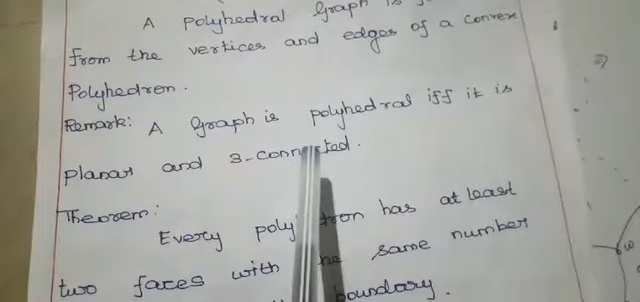 A Polyhedral Graph is
from the vertices and edges of a convex
Polyhedron.
Remark: A Graph is polyhedral iff it is
planar and 3-connected.
Theorem:
Every poly has at least
two faces with same number
boundary.